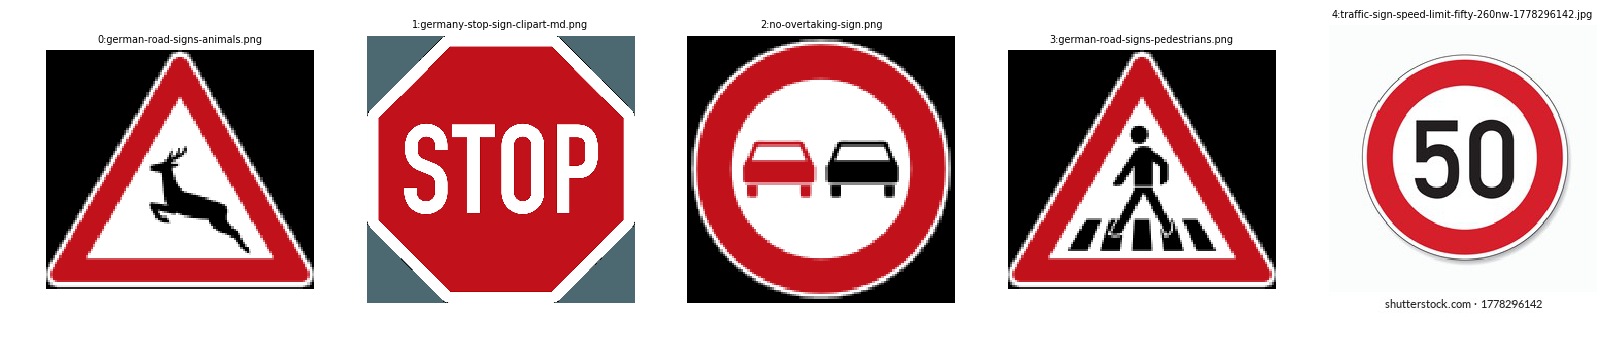 0:german-road-signs-animals.png
1:germany-stop-sign-clipart-md.png
2:no-overtaking-sign.png
3:german-road-signs-pedestrians.png
4:traffic-sign-speed-limit-fifty-260nw-1778296142.jpg
STOP
50
shutterstock.com · 1778296142